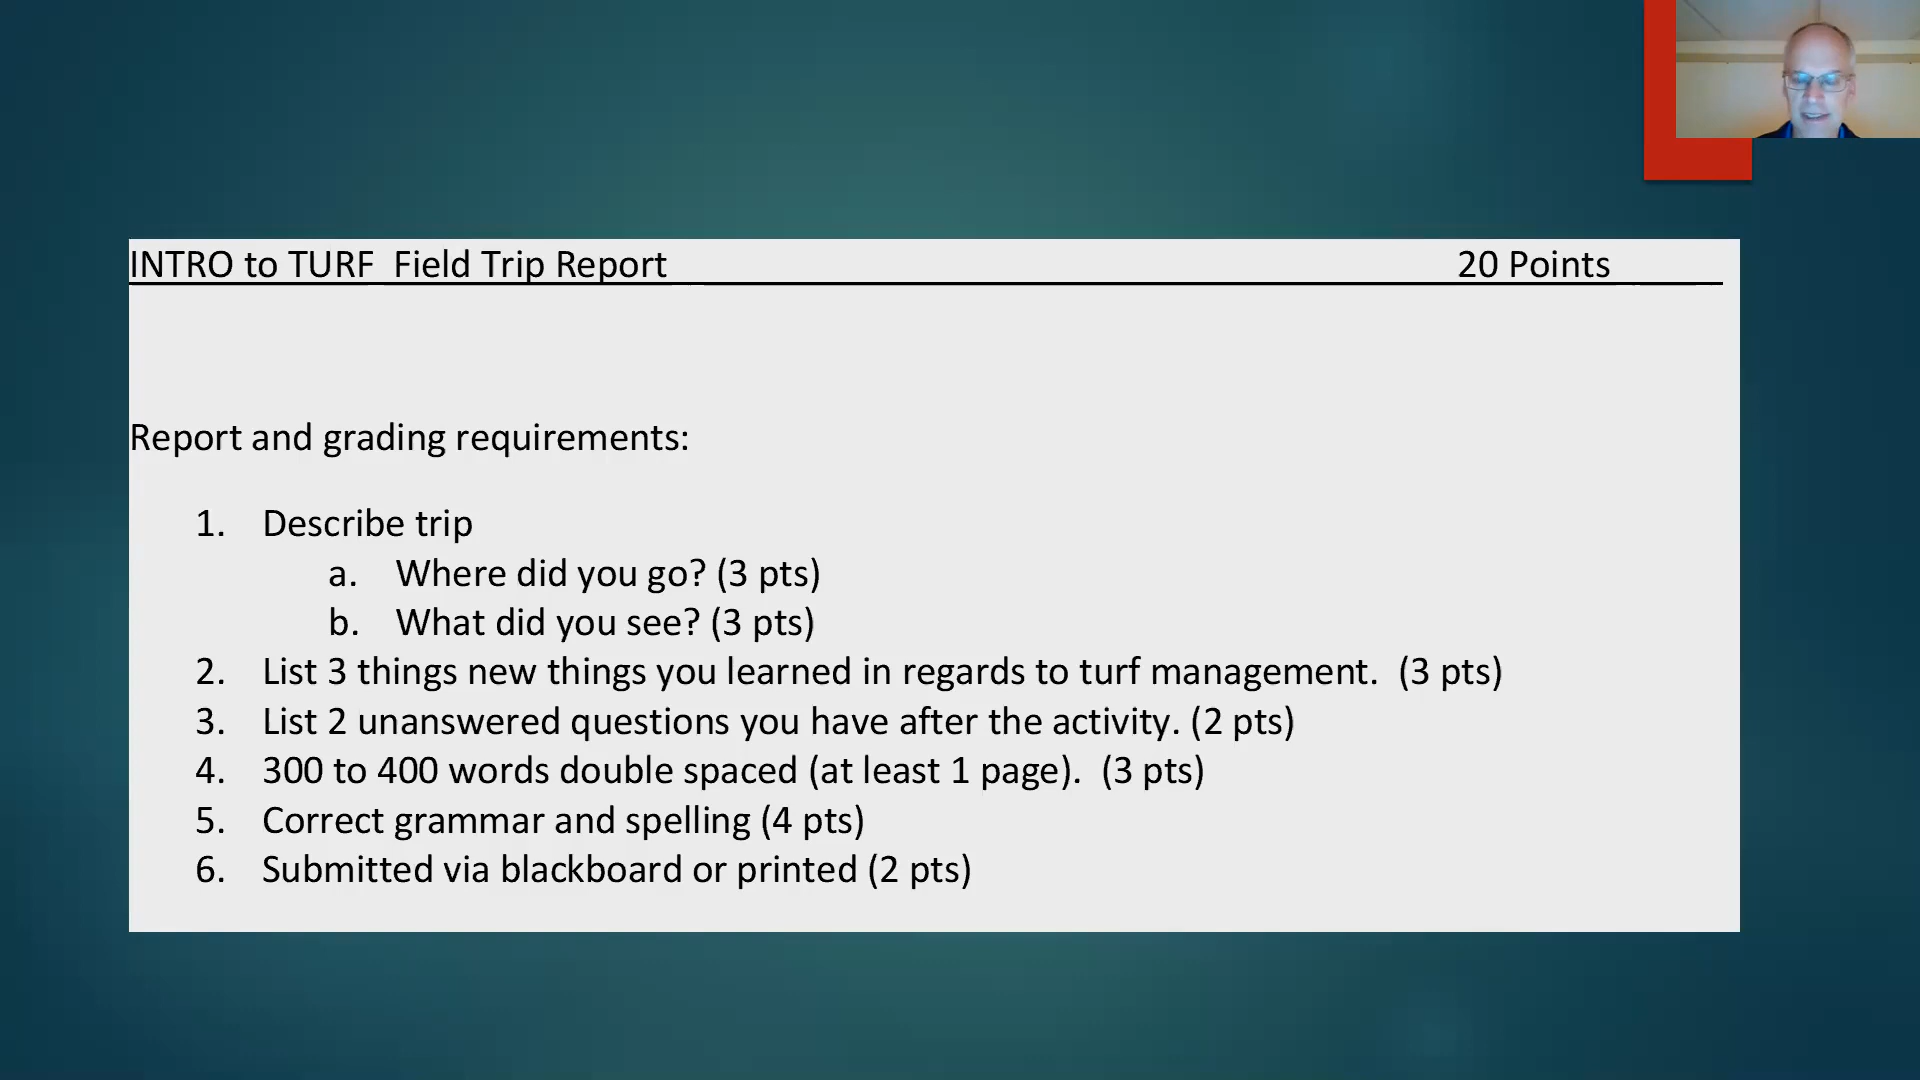 INTRO to TURF  Field Trip Report 20 Points
Report and grading requirements:
1. Describe trip
a. Where did you go? (3 pts)
b. What did you see? (3 pts)
2. List 3 things new things you learned in regards to turf management.  (3 pts)
3. List 2 unanswered questions you have after the activity. (2 pts)
4. 300 to 400 words double spaced (at least 1 page).  (3 pts)
5. Correct grammar and spelling (4 pts)
6. Submitted via blackboard or printed (2 pts)